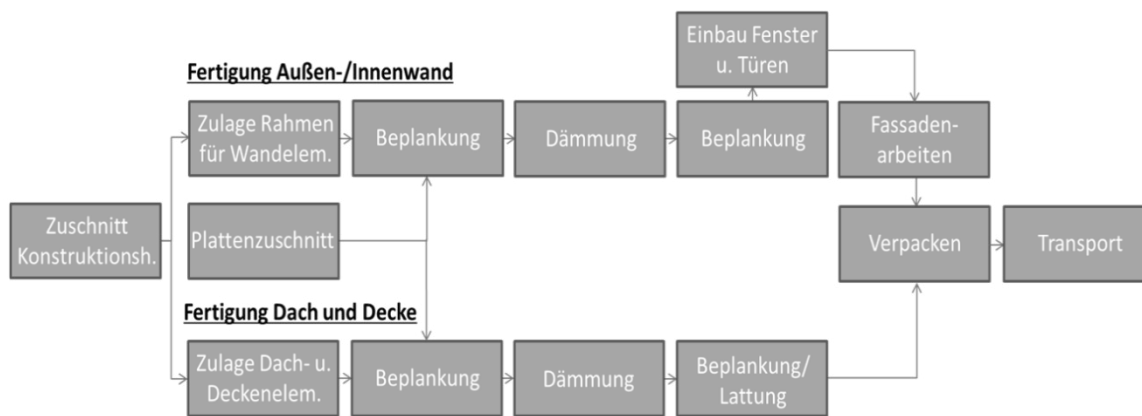 Einbau Fenster
u. Türen
Fertigung Außen-/Innenwand
Zulage Rahmen
für Wandelem.
Beplankung
Dämmung
Beplankung
Fassaden-
arbeiten
Zuschnitt
Konstruktionsh.
Plattenzuschnitt
Verpacken
Transport
Fertigung Dach und Decke
Zulage Dach- u.
Deckenelem.
Beplankung
Dämmung
Beplankung/
Lattung